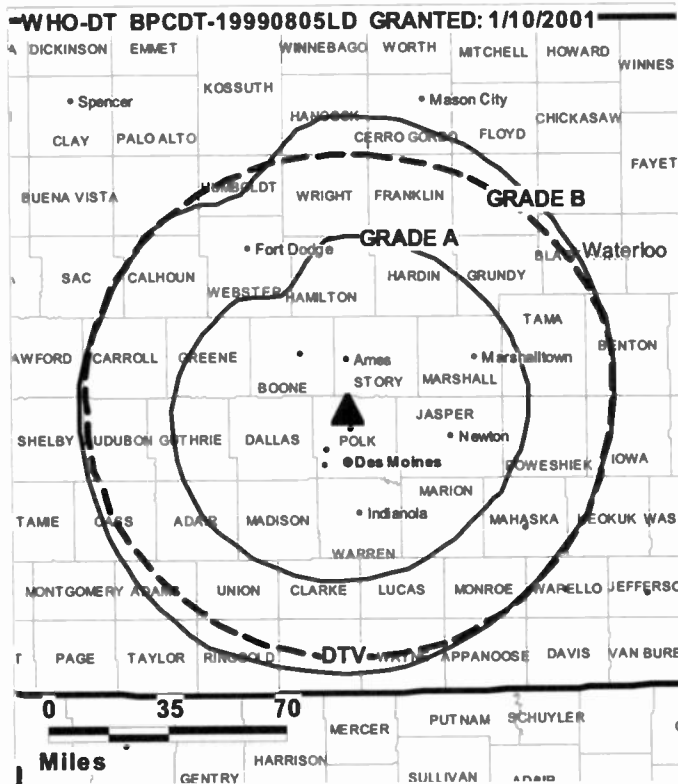 WHO-DT BPCDT-19990805LD GRANTED: 1/10/2001
DICKINSON EMMET WINNEBAGO WORTH MITCHELL HOWARD
WINNES
KOSSUTH
Spencer Mason City
HANCOCK CHICKASAW
CLAY PALO ALTO CERRO GORDO FLOYD
FAYET
BUENA VISTA HUMBOLDT WRIGHT FRANKLIN
GRADE B
GRADE A
Fort Dodge Waterloo
SAC CALHOUN HARDIN GRUNDY
WEBSTER HAMILTON
TAMA
AWFORD CARROLL GREENE Ames Marshalltown BENTON
BOONE STORY MARSHALL
JASPER
SHELBY UDUBON GUTHRIE DALLAS POLK Newton
Des Moines POWESHIEK IOWA
MARION
TAMIE CASS ADAIR MADISON Indianola MAHASKA KEOKUK WAS
WARREN
MONTGOMERY ADAMS UNION CLARKE LUCAS MONROE WAPELLO JEFFERSO
PAGE TAYLOR RINGGOLD DTV WAYNE APPANOOSE DAVIS VAN BURE
0 35 70
MERCER PUTNAM SCHUYLER
Miles
HARRISON
GENTRY SULLIVAN ADAIR